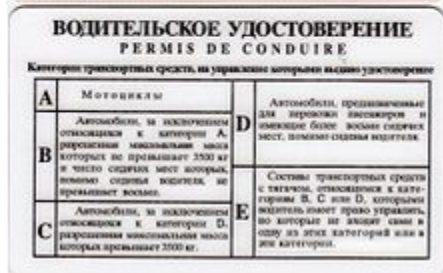 ВОДИТЕЛЬСКОЕ УДОСТОВЕРЕНИЕ
PERMIS DE CONDUIRE
Категории транспортных средств, на управление которыми выдано удостоверение
A
Мотоциклы
B
Автомобили, за исключением
относящихся к категории А,
разрешенная максимальная масса
которых не превышает 3500 кг
и число сидячих мест которых,
помимо сиденья водителя, не
превышает восьми.
C
Автомобили, за исключением
относящихся к категории D,
разрешенная максимальная масса
которых превышает 3500 кг.
D
Автомобили, предназначенные
для перевозки пассажиров и
имеющие более восьми сидячих
мест, помимо сиденья водителя.
E
Составы транспортных средств
с тягачом, относящимся к кате-
гориям B, C или D, которыми
водитель имеет право управлять,
но которые не входят сами в
одну из этих категорий или в
эти категории.